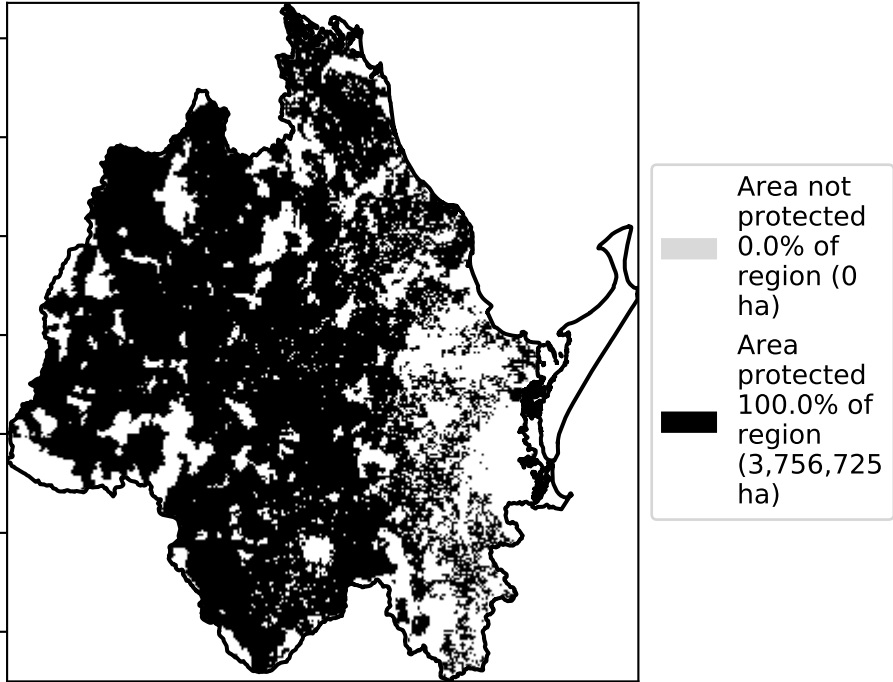 Area not
protected
0.0% of
region (0
ha)
Area
protected
100.0% of
region
(3,756,725
ha)